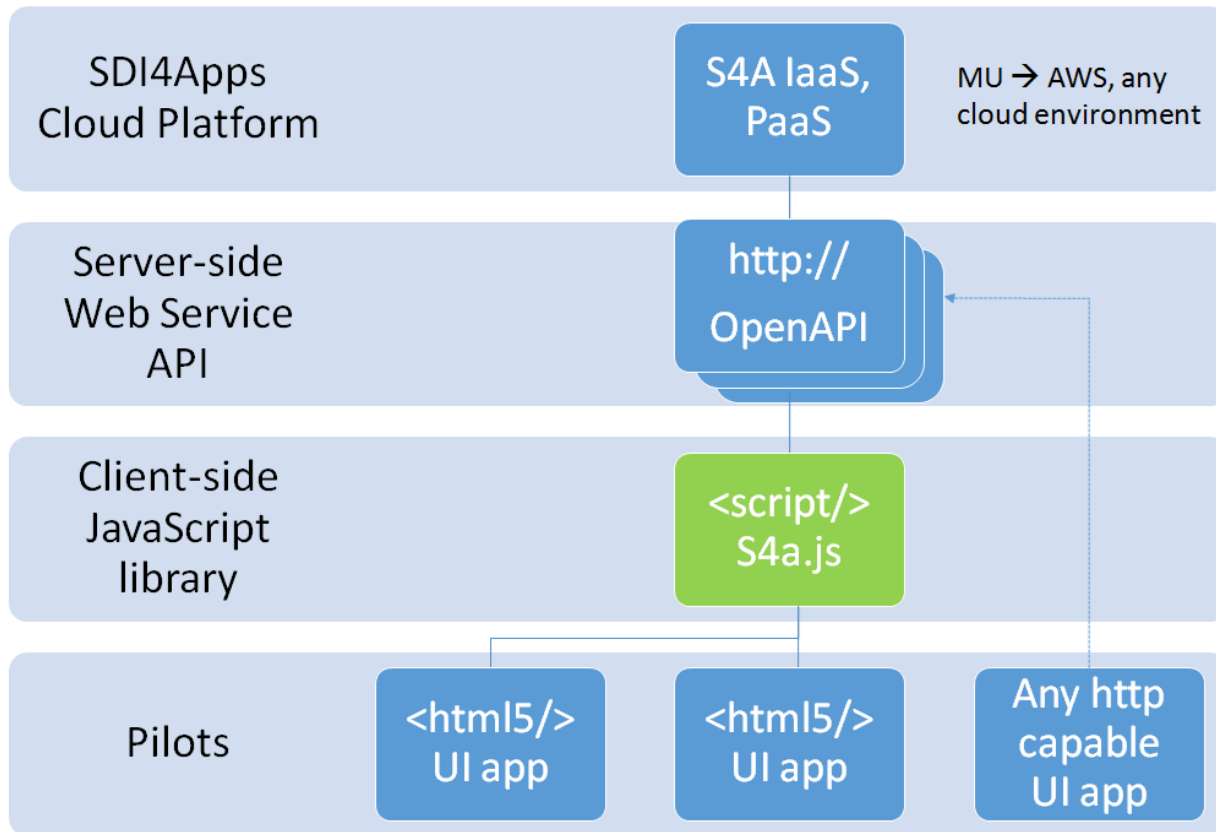 SDI4Apps
Cloud Platform
S4A IaaS,
PaaS
MU → AWS, any
cloud environment
Server-side
Web Service
API
http://
OpenAPI
Client-side
JavaScript
library
<script/>
S4a.js
Pilots
<html5/>
UI app
<html5/>
UI app
Any http
capable
UI app